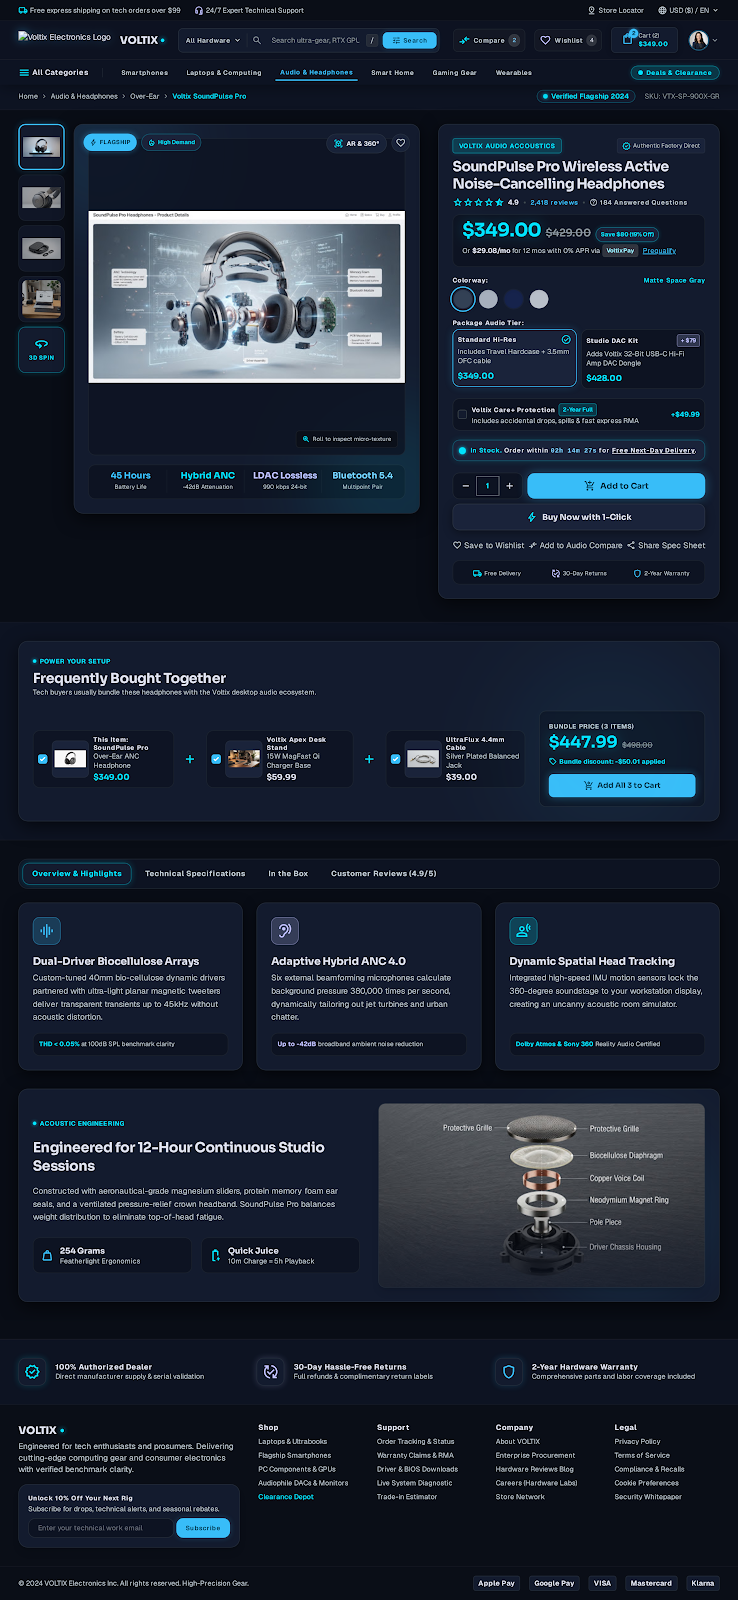 Free express shipping on tech orders over $99
24/7 Expert Technical Support
Store Locator
USD ($) / EN
Voltix Electronics Logo
VOLTIX
All Hardware
Search ultra-gear, RTX GPU,
/
Search
Compare 2
Wishlist 4
2
Cart (2)
$349.00
All Categories
Smartphones
Laptops & Computing
Audio & Headphones
Smart Home
Gaming Gear
Wearables
Deals & Clearance
Home > Audio & Headphones > Over-Ear > Voltix SoundPulse Pro
Verified Flagship 2024
SKU: VTX-SP-900X-GR
FLAGSHIP
High Demand
AR & 360°
SoundPulse Pro Headphones - Product Details
3D SPIN
Roll to inspect micro-texture
45 Hours
Battery Life
Hybrid ANC
-42dB Attenuation
LDAC Lossless
990 kbps 24-bit
Bluetooth 5.4
Multipoint Pair
VOLTIX AUDIO ACCOUSTICS
Authentic Factory Direct
SoundPulse Pro Wireless Active
Noise-Cancelling Headphones
4.9 • 2,418 reviews • 184 Answered Questions
$349.00 $429.00 Save $80 (19% Off)
Or $29.08/mo for 12 mos with 0% APR via VoltixPay Prequalify
Colorway:
Matte Space Gray
Package Audio Tier:
Standard Hi-Res
Includes Travel Hardcase + 3.5mm
OFC cable
$349.00
Studio DAC Kit
+ $79
Adds Voltix 32-Bit USB-C Hi-Fi
Amp DAC Dongle
$428.00
Voltix Care+ Protection 2-Year Full
Includes accidental drops, spills & fast express RMA
+$49.99
In Stock. Order within 02h 14m 27s for Free Next-Day Delivery.
− 1 +
Add to Cart
Buy Now with 1-Click
Save to Wishlist
Add to Audio Compare
Share Spec Sheet
Free Delivery
30-Day Returns
2-Year Warranty
POWER YOUR SETUP
Frequently Bought Together
Tech buyers usually bundle these headphones with the Voltix desktop audio ecosystem.
This Item:
SoundPulse Pro
Over-Ear ANC
Headphone
$349.00
+
Voltix Apex Desk
Stand
15W MagFast Qi
Charger Base
$59.99
+
UltraFlux 4.4mm
Cable
Silver Plated Balanced
Jack
$39.00
BUNDLE PRICE (3 ITEMS)
$447.99 $498.00
Bundle discount: -$50.01 applied
Add All 3 to Cart
Overview & Highlights
Technical Specifications
In the Box
Customer Reviews (4.9/5)
Dual-Driver Biocellulose Arrays
Custom-tuned 40mm bio-cellulose dynamic drivers
partnered with ultra-light planar magnetic tweeters
deliver transparent transients up to 45kHz without
acoustic distortion.
THD < 0.05% at 100dB SPL benchmark clarity
Adaptive Hybrid ANC 4.0
Six external beamforming microphones calculate
background pressure 380,000 times per second,
dynamically tailoring out jet turbines and urban
chatter.
Up to -42dB broadband ambient noise reduction
Dynamic Spatial Head Tracking
Integrated high-speed IMU motion sensors lock the
360-degree soundstage to your workstation display,
creating an uncanny acoustic room simulator.
Dolby Atmos & Sony 360 Reality Audio Certified
ACOUSTIC ENGINEERING
Engineered for 12-Hour Continuous Studio
Sessions
Constructed with aeronautical-grade magnesium sliders, protein memory foam ear
seals, and a ventilated pressure-relief crown headband. SoundPulse Pro balances
weight distribution to eliminate top-of-head fatigue.
254 Grams
Featherlight Ergonomics
Quick Juice
10m Charge = 5h Playback
Protective Grille
Protective Grille
Biocellulose Diaphragm
Copper Voice Coil
Neodymium Magnet Ring
Pole Piece
Driver Chassis Housing
100% Authorized Dealer
Direct manufacturer supply & serial validation
30-Day Hassle-Free Returns
Full refunds & complimentary return labels
2-Year Hardware Warranty
Comprehensive parts and labor coverage included
VOLTIX
Engineered for tech enthusiasts and prosumers. Delivering
cutting-edge computing gear and consumer electronics
with verified benchmark clarity.
Unlock 10% Off Your Next Rig
Subscribe for drops, technical alerts, and seasonal rebates.
Enter your technical work email
Subscribe
Shop
Laptops & Ultrabooks
Flagship Smartphones
PC Components & GPUs
Audiophile DACs & Monitors
Clearance Depot
Support
Order Tracking & Status
Warranty Claims & RMA
Driver & BIOS Downloads
Live System Diagnostic
Trade-in Estimator
Company
About VOLTIX
Enterprise Procurement
Hardware Reviews Blog
Careers (Hardware Labs)
Store Network
Legal
Privacy Policy
Terms of Service
Compliance & Recalls
Cookie Preferences
Security Whitepaper
© 2024 VOLTIX Electronics Inc. All rights reserved. High-Precision Gear.
Apple Pay
Google Pay
VISA
Mastercard
Klarna